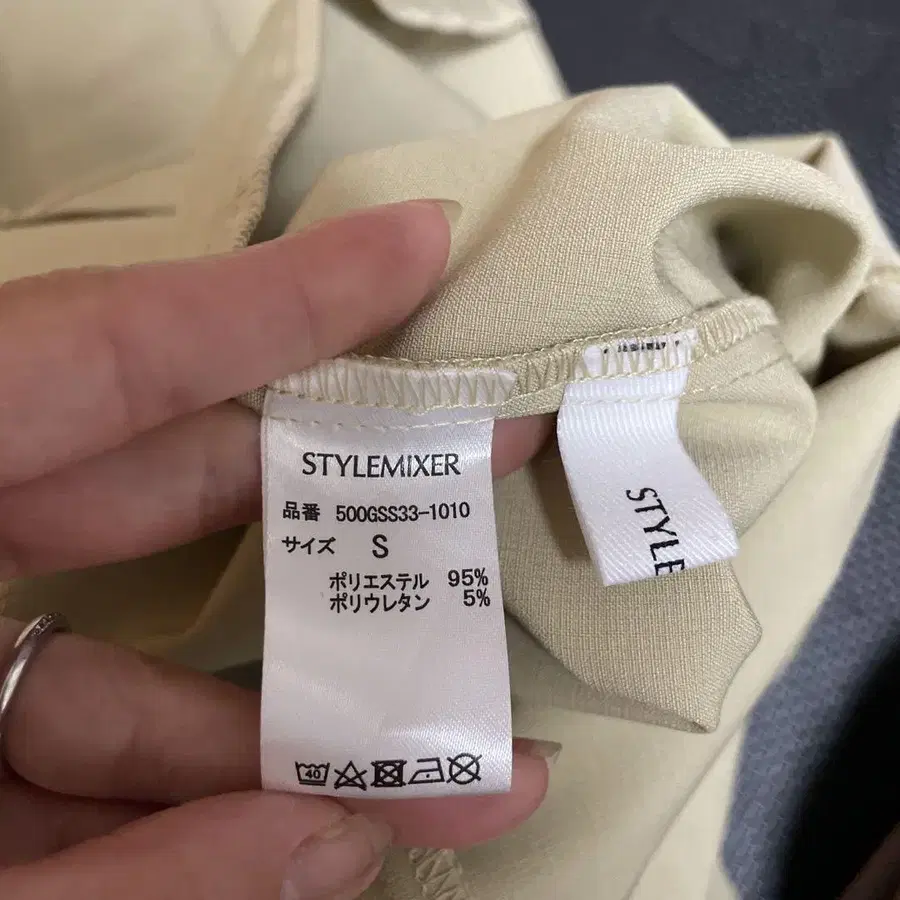 STYLEMIXER
品番 500GSS33-1010
サイズ S
ポリエステル 95%
ポリウレタン 5%
40
STYLE